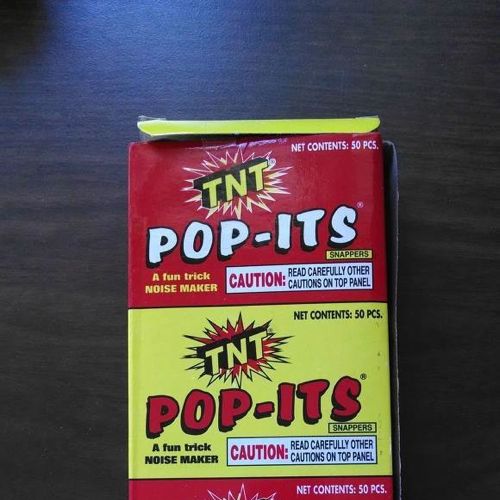 NET CONTENTS: 50 PCS.
TNT®
POP-ITS®
SNAPPERS
A fun trick
NOISE MAKER
CAUTION: READ CAREFULLY OTHER
CAUTIONS ON TOP PANEL
NET CONTENTS: 50 PCS.
TNT®
POP-ITS®
SNAPPERS
A fun trick
NOISE MAKER
CAUTION: READ CAREFULLY OTHER
CAUTIONS ON TOP PANEL
NET CONTENTS: 50 PCS.